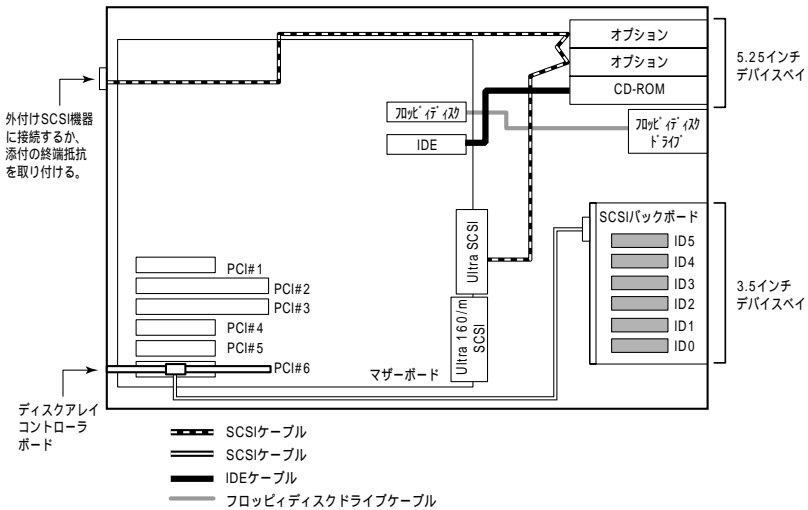 オプション
オプション
CD-ROM
5.25インチ
デバイスベイ
外付けSCSI機器
に接続するか、
添付の終端抵抗
を取り付ける。
フロッピィディスク
IDE
フロッピィディスク
ドライブ
Ultra SCSI
Ultra 160/m
SCSI
SCSIバックボード
ID5
ID4
ID3
ID2
ID1
ID0
3.5インチ
デバイスベイ
PCI#1
PCI#2
PCI#3
PCI#4
PCI#5
PCI#6
マザーボード
ディスクアレイ
コントローラ
ボード
SCSIケーブル
SCSIケーブル
IDEケーブル
フロッピィディスクドライブケーブル